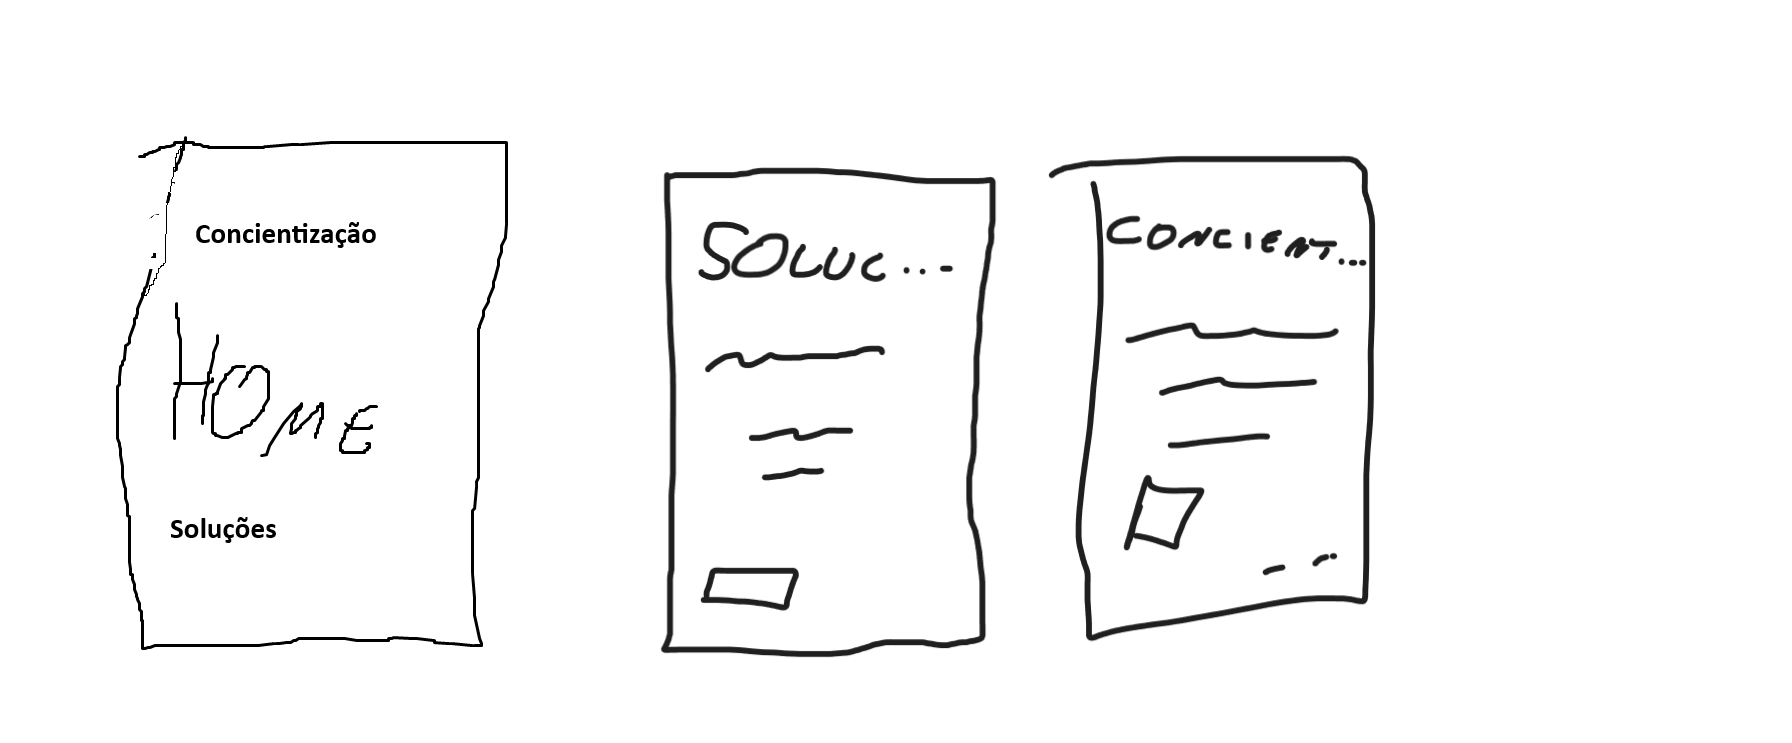 Concientização
HOME
Soluções
SOLUC...
CONCIENT...